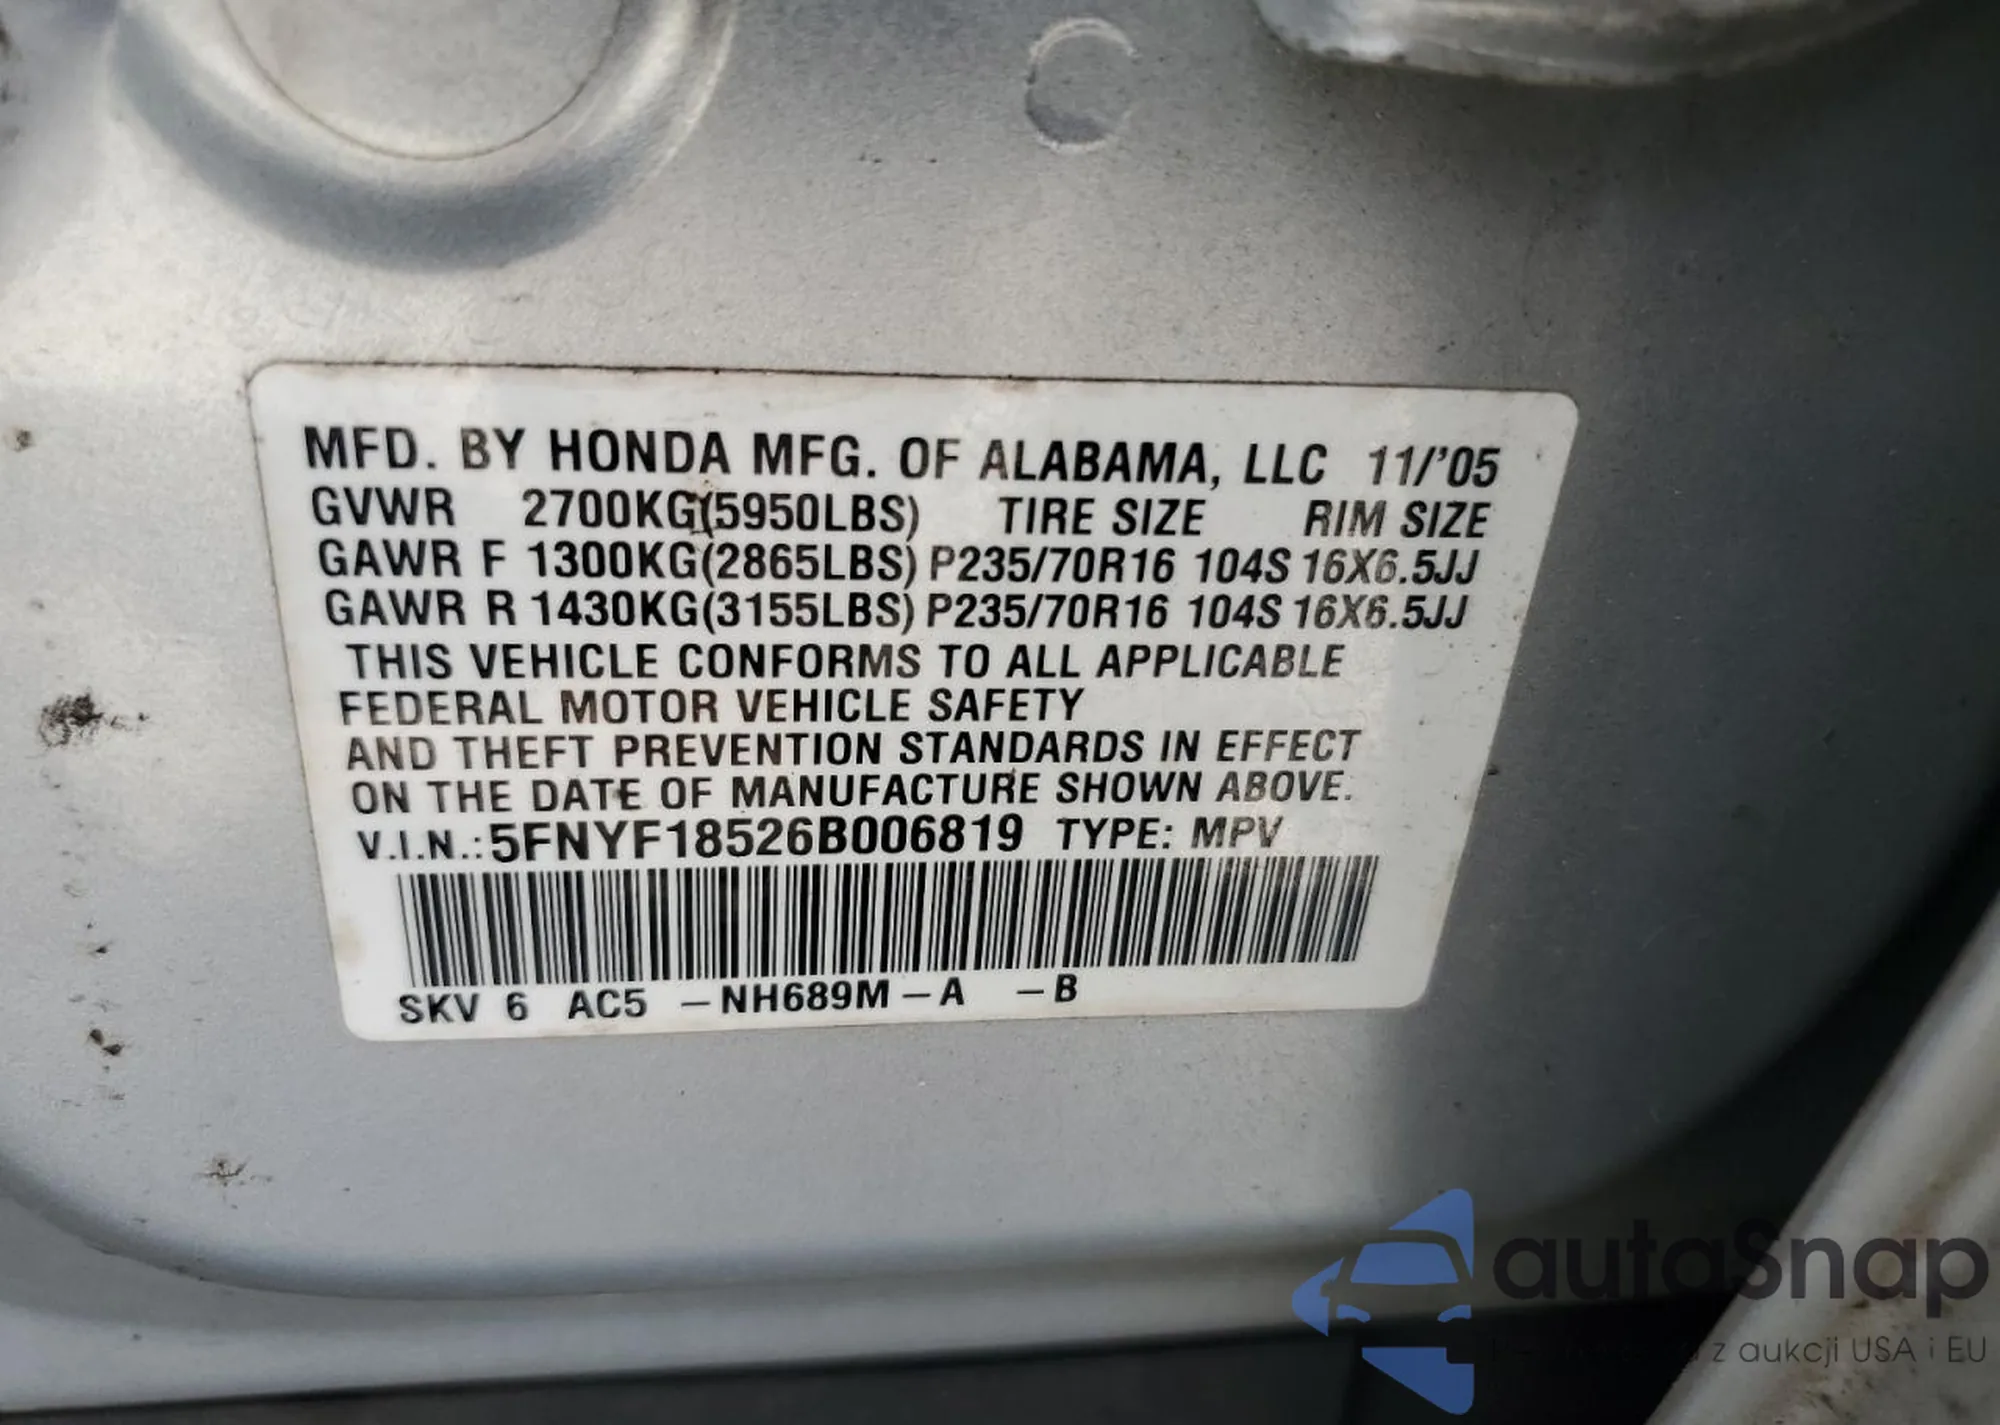 MFD. BY HONDA MFG. OF ALABAMA, LLC 11/'05
GVWR 2700KG(5950LBS) TIRE SIZE RIM SIZE
GAWR F 1300KG(2865LBS) P235/70R16 104S 16X6.5JJ
GAWR R 1430KG(3155LBS) P235/70R16 104S 16X6.5JJ
THIS VEHICLE CONFORMS TO ALL APPLICABLE
FEDERAL MOTOR VEHICLE SAFETY
AND THEFT PREVENTION STANDARDS IN EFFECT
ON THE DATE OF MANUFACTURE SHOWN ABOVE.
V.I.N.: 5FNYF18526B006819 TYPE: MPV
SKV 6 AC5 –NH689M–A –B
autaSnap
z aukcji USA i EU